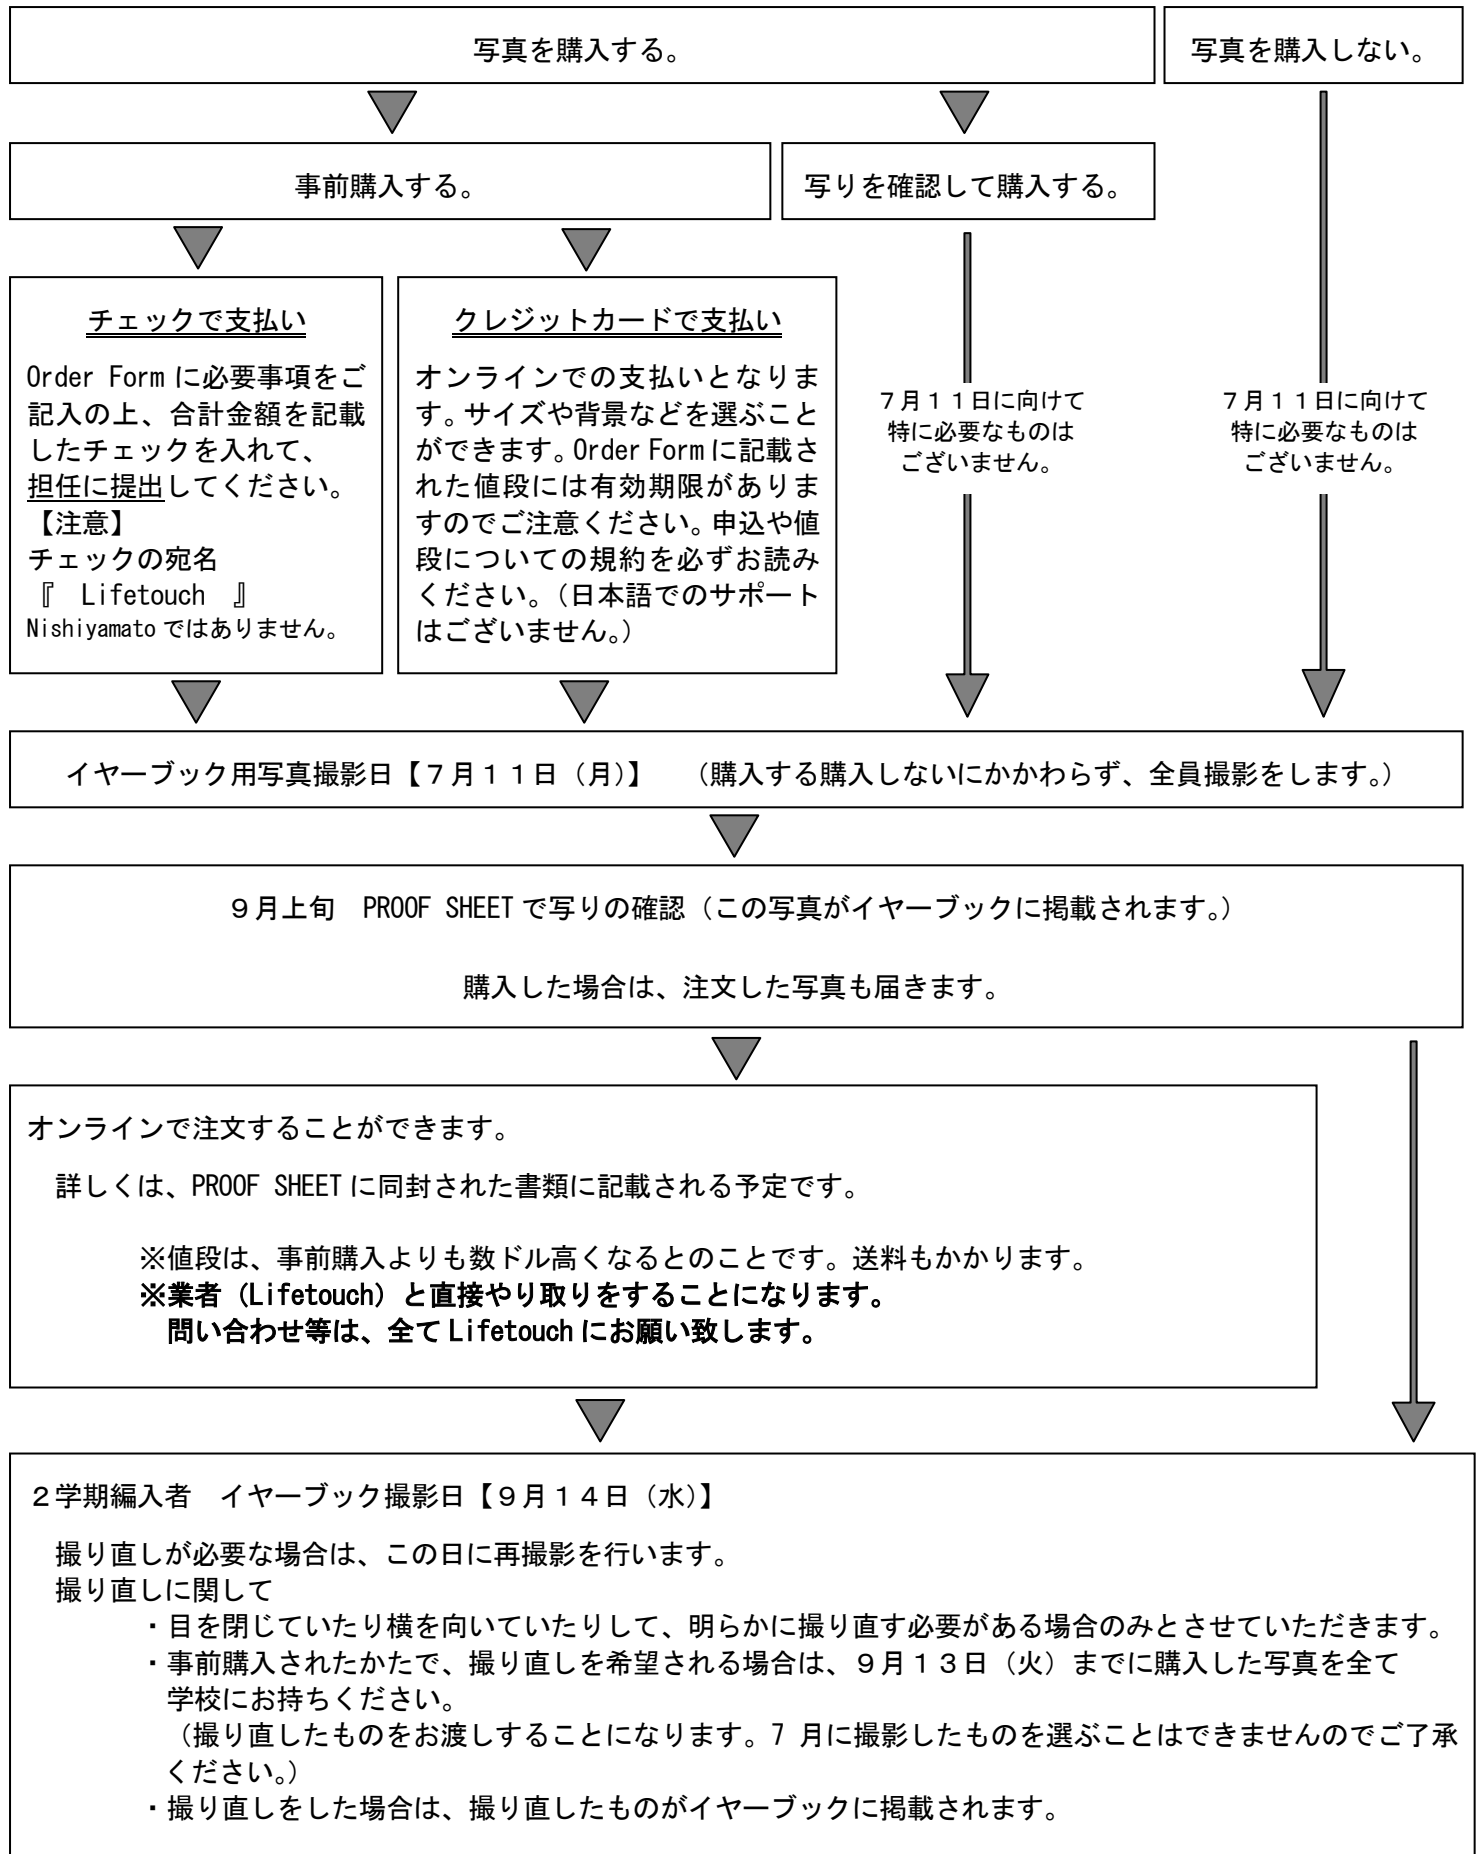 写真を購入する。
写真を購入しない。
事前購入する。
写りを確認して購入する。
チェックで支払い
Order Form に必要事項をご
記入の上、合計金額を記載
したチェックを入れて、
担任に提出してください。
【注意】
チェックの宛名
『　Lifetouch　』
Nishiyamato ではありません。
クレジットカードで支払い
オンラインでの支払いとなりま
す。サイズや背景などを選ぶこと
ができます。Order Form に記載さ
れた値段には有効期限がありま
すのでご注意ください。申込や値
段についての規約を必ずお読み
ください。（日本語でのサポート
はございません。）
７月１１日に向けて
特に必要なものは
ございません。
７月１１日に向けて
特に必要なものは
ございません。
イヤーブック用写真撮影日【７月１１日（月）】　（購入する購入しないにかかわらず、全員撮影をします。）
９月上旬　PROOF SHEET で写りの確認（この写真がイヤーブックに掲載されます。）
購入した場合は、注文した写真も届きます。
オンラインで注文することができます。
詳しくは、PROOF SHEET に同封された書類に記載される予定です。
※値段は、事前購入よりも数ドル高くなるとのことです。送料もかかります。
※業者（Lifetouch）と直接やり取りをすることになります。
問い合わせ等は、全て Lifetouch にお願い致します。
２学期編入者　イヤーブック撮影日【９月１４日（水）】
撮り直しが必要な場合は、この日に再撮影を行います。
撮り直しに関して
・目を閉じていたり横を向いていたりして、明らかに撮り直す必要がある場合のみとさせていただきます。
・事前購入されたかたで、撮り直しを希望される場合は、９月１３日（火）までに購入した写真を全て
学校にお持ちください。
（撮り直したものをお渡しすることになります。7 月に撮影したものを選ぶことはできませんのでご了承
ください。）
・撮り直しをした場合は、撮り直したものがイヤーブックに掲載されます。